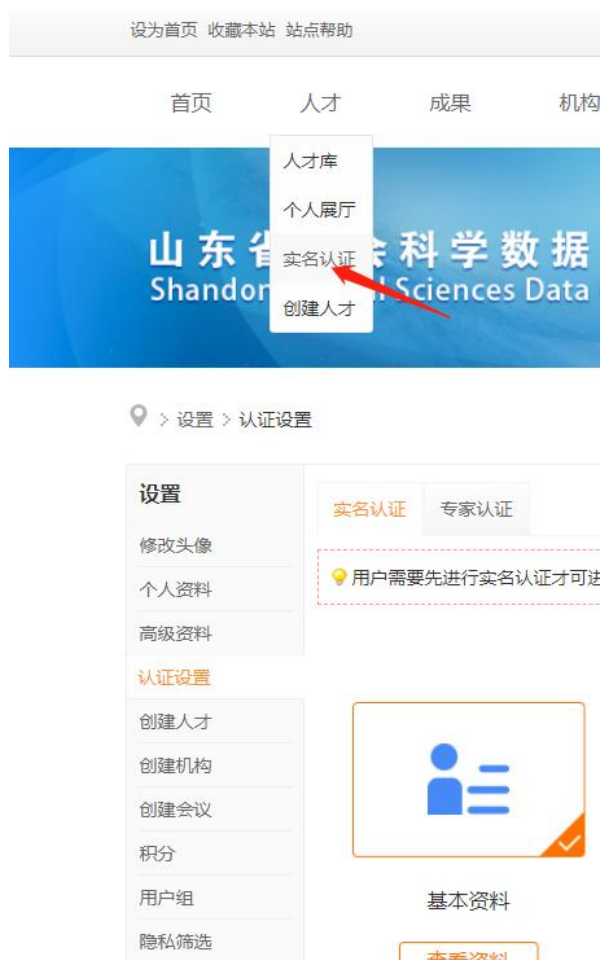 设为首页 收藏本站 站点帮助
首页 人才 成果 机构
人才库
个人展厅
实名认证
创建人才
山东省 会科学数据
Shandon l Sciences Data
> 设置 > 认证设置
设置
修改头像
个人资料
高级资料
认证设置
创建人才
创建机构
创建会议
积分
用户组
隐私筛选
实名认证 专家认证
用户需要先进行实名认证才可进
基本资料
查看资料